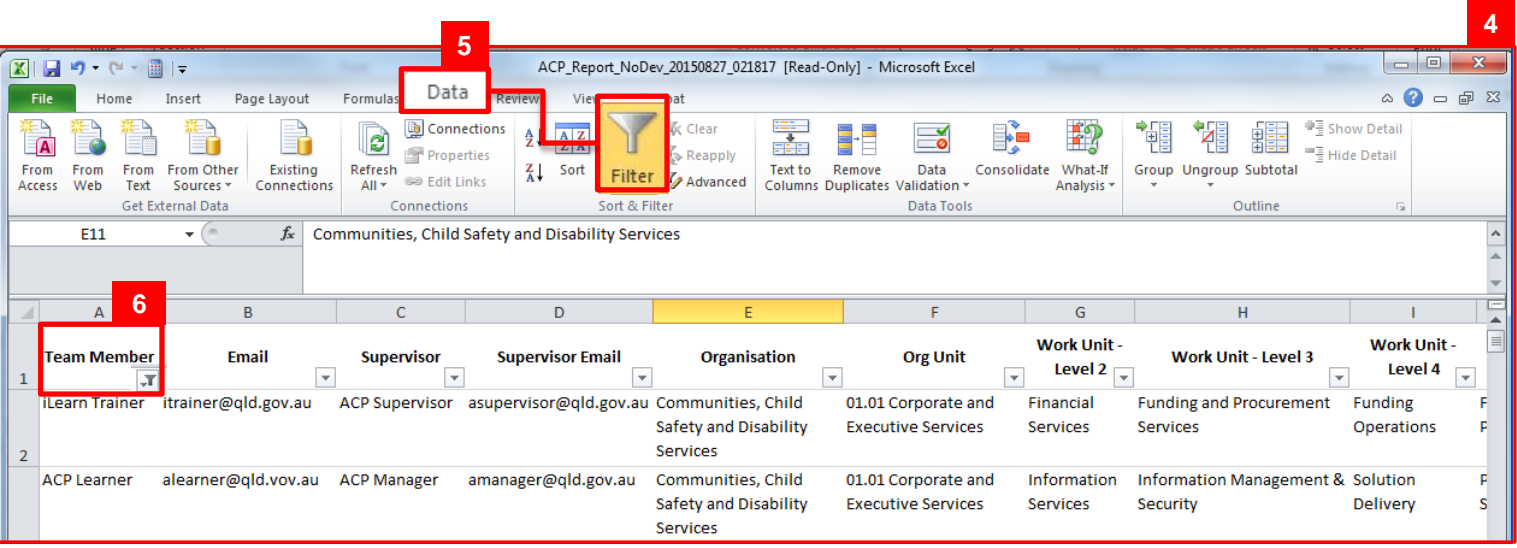 4
5
ACP_Report_NoDev_20150827_021817 [Read-Only] - Microsoft Excel
File Home Insert Page Layout Formulas Data Review View
Connections
Properties
Edit Links
Clear
Reapply
Advanced
Show Detail
Hide Detail
From Access
From Web
From Text
From Other Sources
Existing Connections
Refresh All
Sort
Filter
Text to Columns
Remove Duplicates
Data Validation
Consolidate
What-If Analysis
Group
Ungroup
Subtotal
Get External Data Connections Sort & Filter Data Tools Outline
E11 fx Communities, Child Safety and Disability Services
6
A B C D E F G H I
1
Team Member
Email
Supervisor
Supervisor Email
Organisation
Org Unit
Work Unit -
Level 2
Work Unit - Level 3
Work Unit -
Level 4
2
iLearn Trainer
itrainer@qld.gov.au
ACP Supervisor
asupervisor@qld.gov.au
Communities, Child
Safety and Disability
Services
01.01 Corporate and
Executive Services
Financial
Services
Funding and Procurement
Services
Funding
Operations
ACP Learner
alearner@qld.vov.au
ACP Manager
amanager@qld.gov.au
Communities, Child
Safety and Disability
Services
01.01 Corporate and
Executive Services
Information
Services
Information Management &
Security
Solution
Delivery